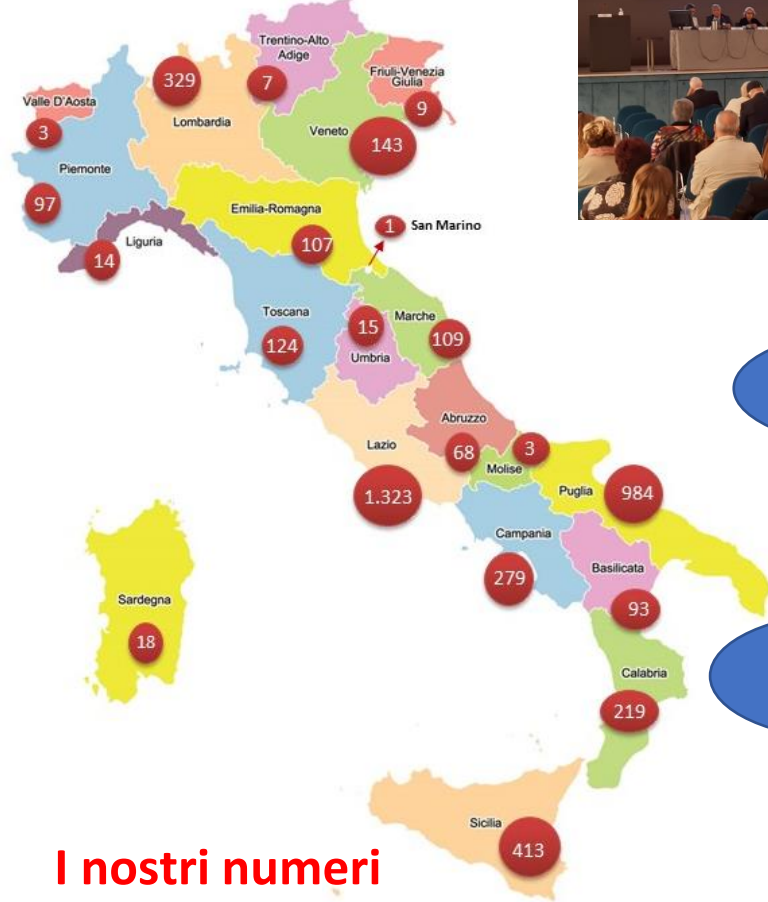 Trentino-Alto
Adige
329
7
Friuli-Venezia
Giulia
Valle D'Aosta
9
3
Lombardia
Veneto
143
Piemonte
97
Emilia-Romagna
1
San Marino
107
Liguria
14
Toscana
15
Marche
124
109
Umbria
Abruzzo
Lazio
68
3
Molise
Puglia
984
1.323
Campania
279
Basilicata
Sardegna
93
18
Calabria
219
Sicilia
413
I nostri numeri